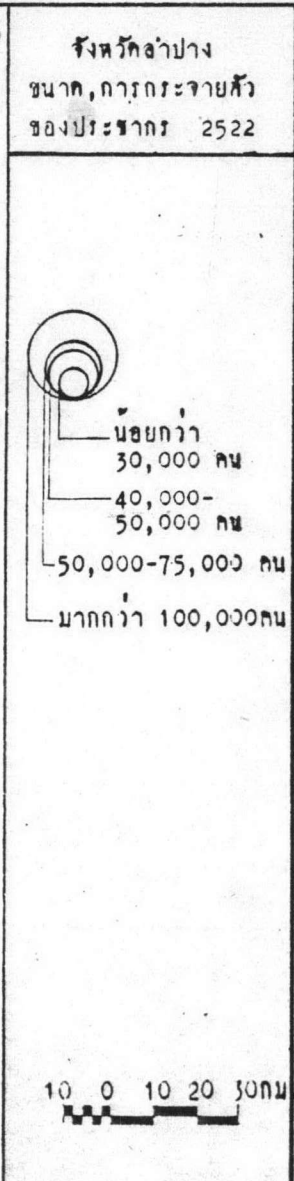 จังหวัดลำปาง
ขนาด,การกระจายตัว
ของประชากร 2522
น้อยกว่า
30,000 คน
40,000-
50,000 คน
50,000-75,000 คน
มากกว่า 100,000คน
10 0 10 20 30กม